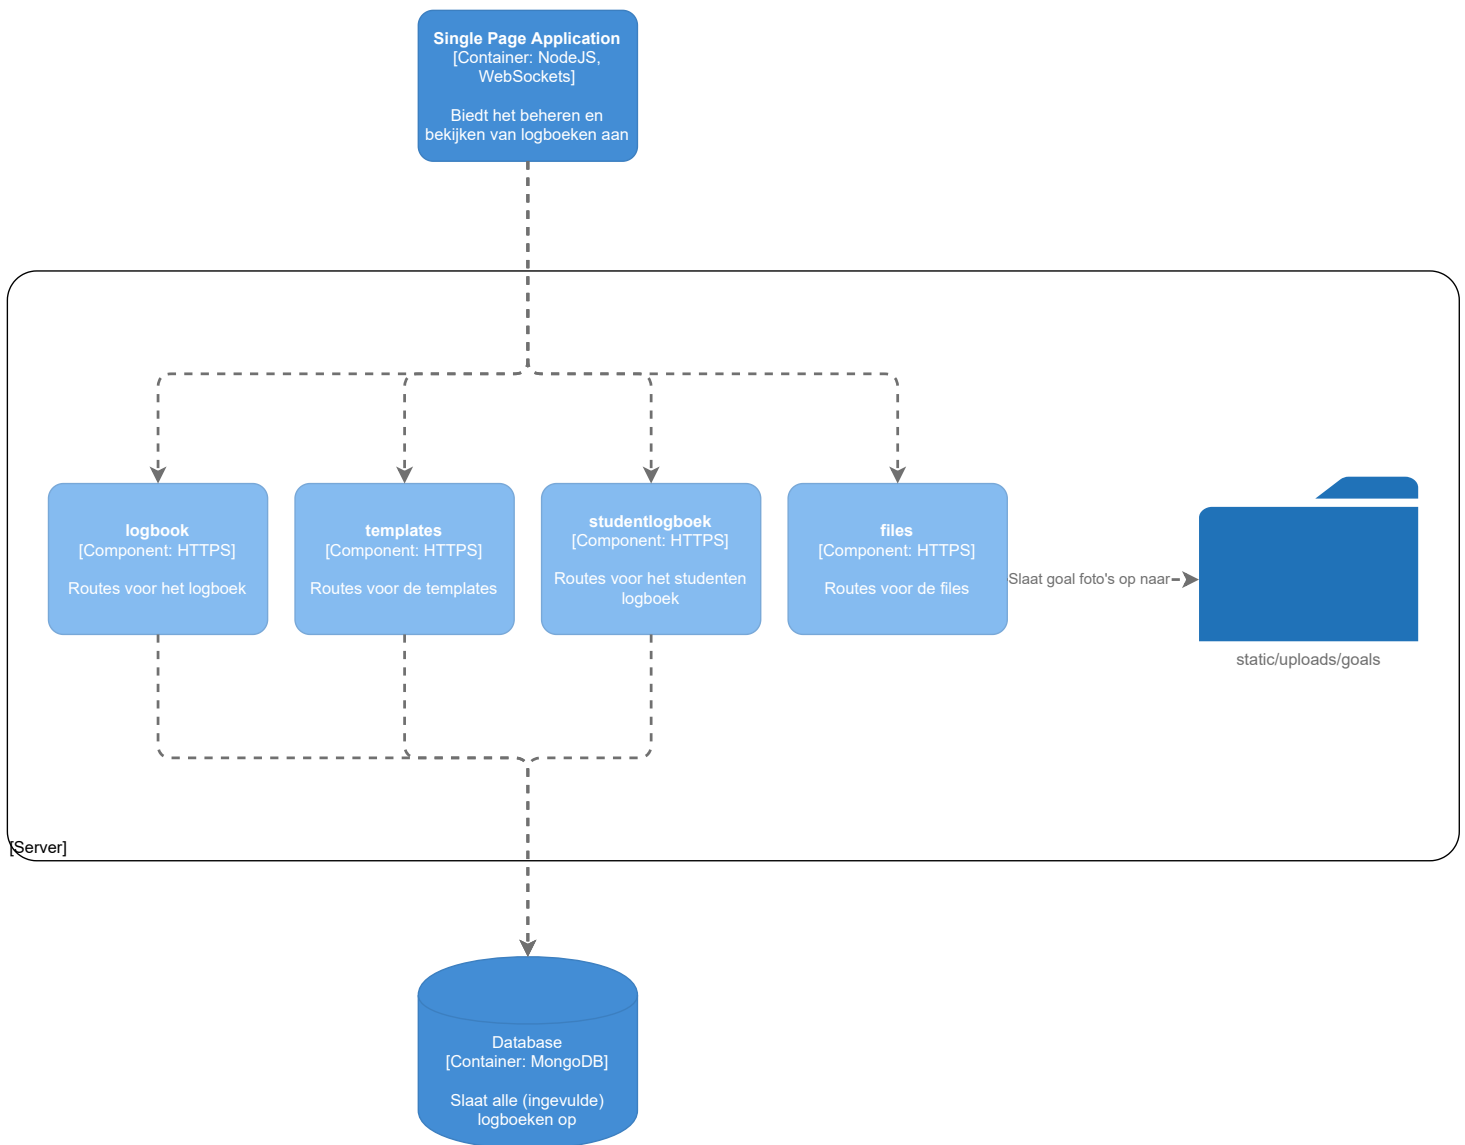 Single Page Application
[Container: NodeJS,
WebSockets]
Biedt het beheren en
bekijken van logboeken aan
logbook
[Component: HTTPS]
Routes voor het logboek
templates
[Component: HTTPS]
Routes voor de templates
studentlogboek
[Component: HTTPS]
Routes voor het studenten
logboek
files
[Component: HTTPS]
Routes voor de files
Slaat goal foto's op naar
static/uploads/goals
[Server]
Database
[Container: MongoDB]
Slaat alle (ingevulde)
logboeken op